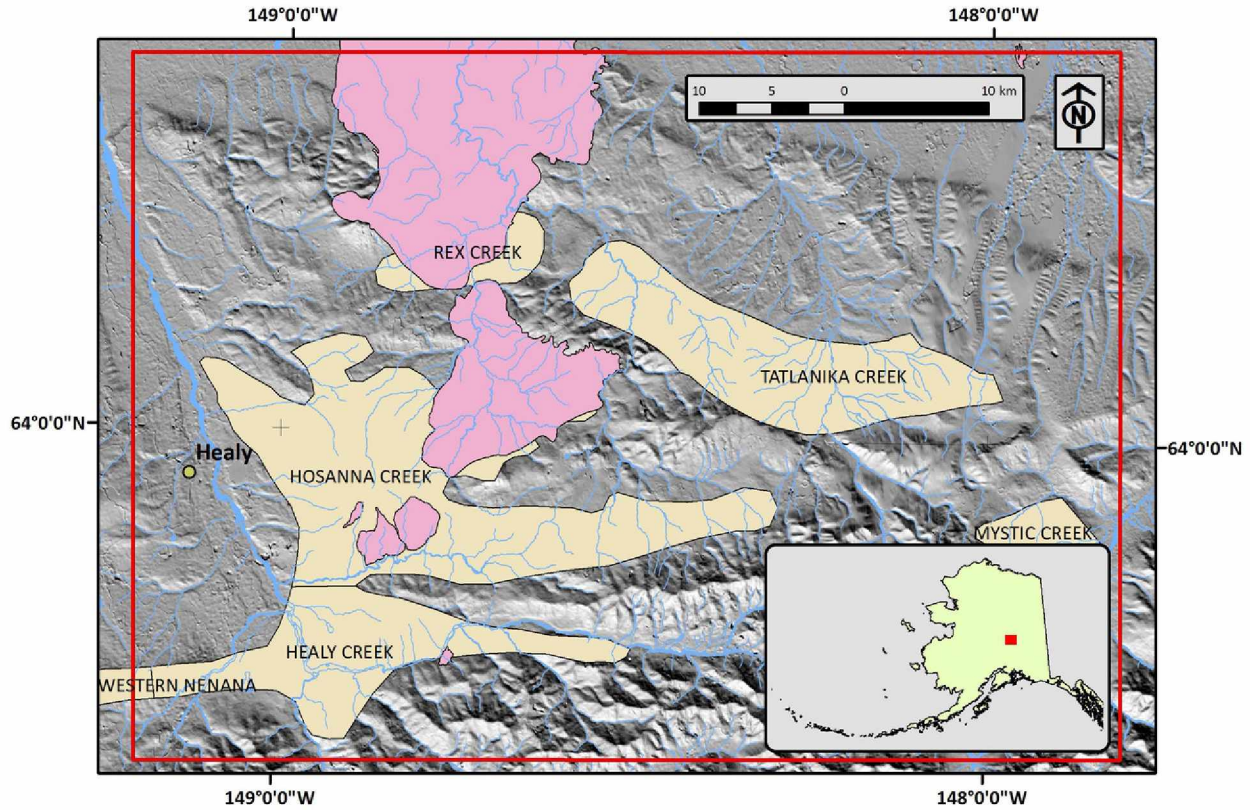 149°0'0"W
148°0'0"W
10 5 0 10 km
N
REX CREEK
TATLANIKA CREEK
64°0'0"N
64°0'0"N
Healy
HOSANNA CREEK
MYSTIC CREEK
HEALY CREEK
WESTERN NENANA
149°0'0"W
148°0'0"W